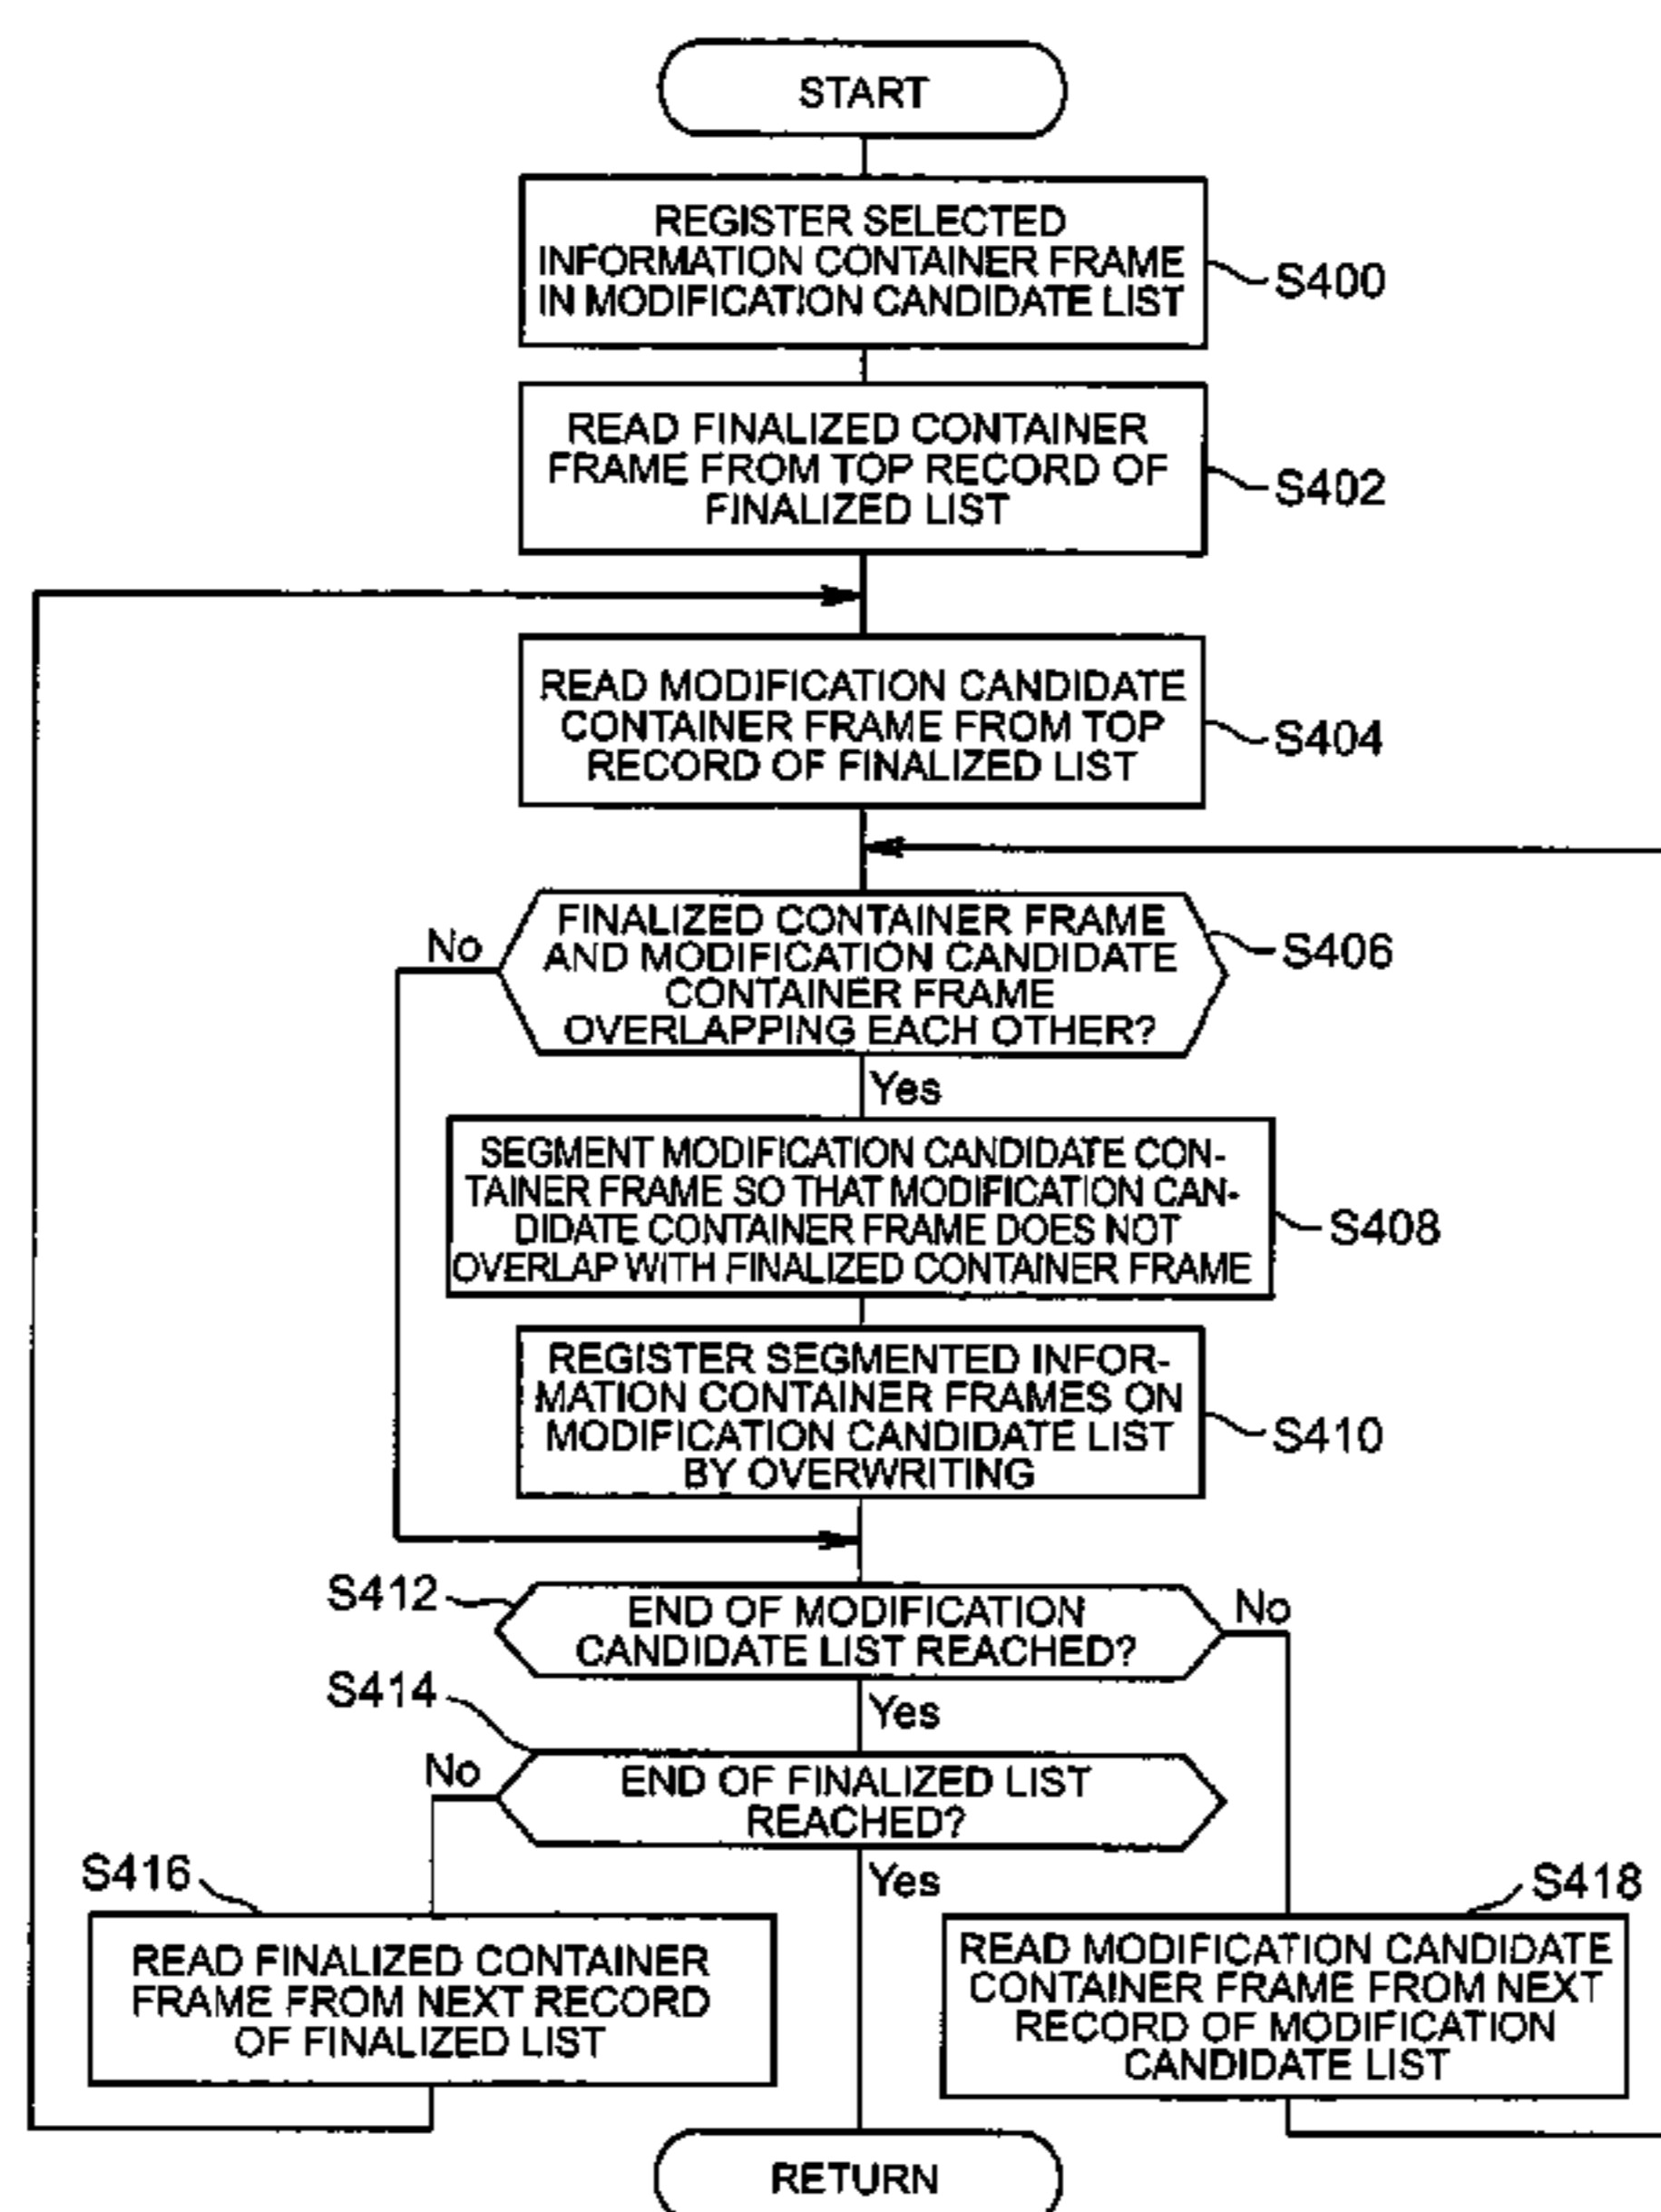 START
REGISTER SELECTED
INFORMATION CONTAINER FRAME
IN MODIFICATION CANDIDATE LIST
S400
READ FINALIZED CONTAINER
FRAME FROM TOP RECORD OF
FINALIZED LIST
S402
READ MODIFICATION CANDIDATE
CONTAINER FRAME FROM TOP
RECORD OF FINALIZED LIST
S404
FINALIZED CONTAINER FRAME
AND MODIFICATION CANDIDATE
CONTAINER FRAME
OVERLAPPING EACH OTHER?
S406
No
Yes
SEGMENT MODIFICATION CANDIDATE CON-
TAINER FRAME SO THAT MODIFICATION CAN-
DIDATE CONTAINER FRAME DOES NOT
OVERLAP WITH FINALIZED CONTAINER FRAME
S408
REGISTER SEGMENTED INFOR-
MATION CONTAINER FRAMES ON
MODIFICATION CANDIDATE LIST
BY OVERWRITING
S410
S412
END OF MODIFICATION
CANDIDATE LIST REACHED?
No
Yes
S414
END OF FINALIZED LIST
REACHED?
No
Yes
S416
READ FINALIZED CONTAINER
FRAME FROM NEXT RECORD
OF FINALIZED LIST
S418
READ MODIFICATION CANDIDATE
CONTAINER FRAME FROM NEXT
RECORD OF MODIFICATION
CANDIDATE LIST
RETURN